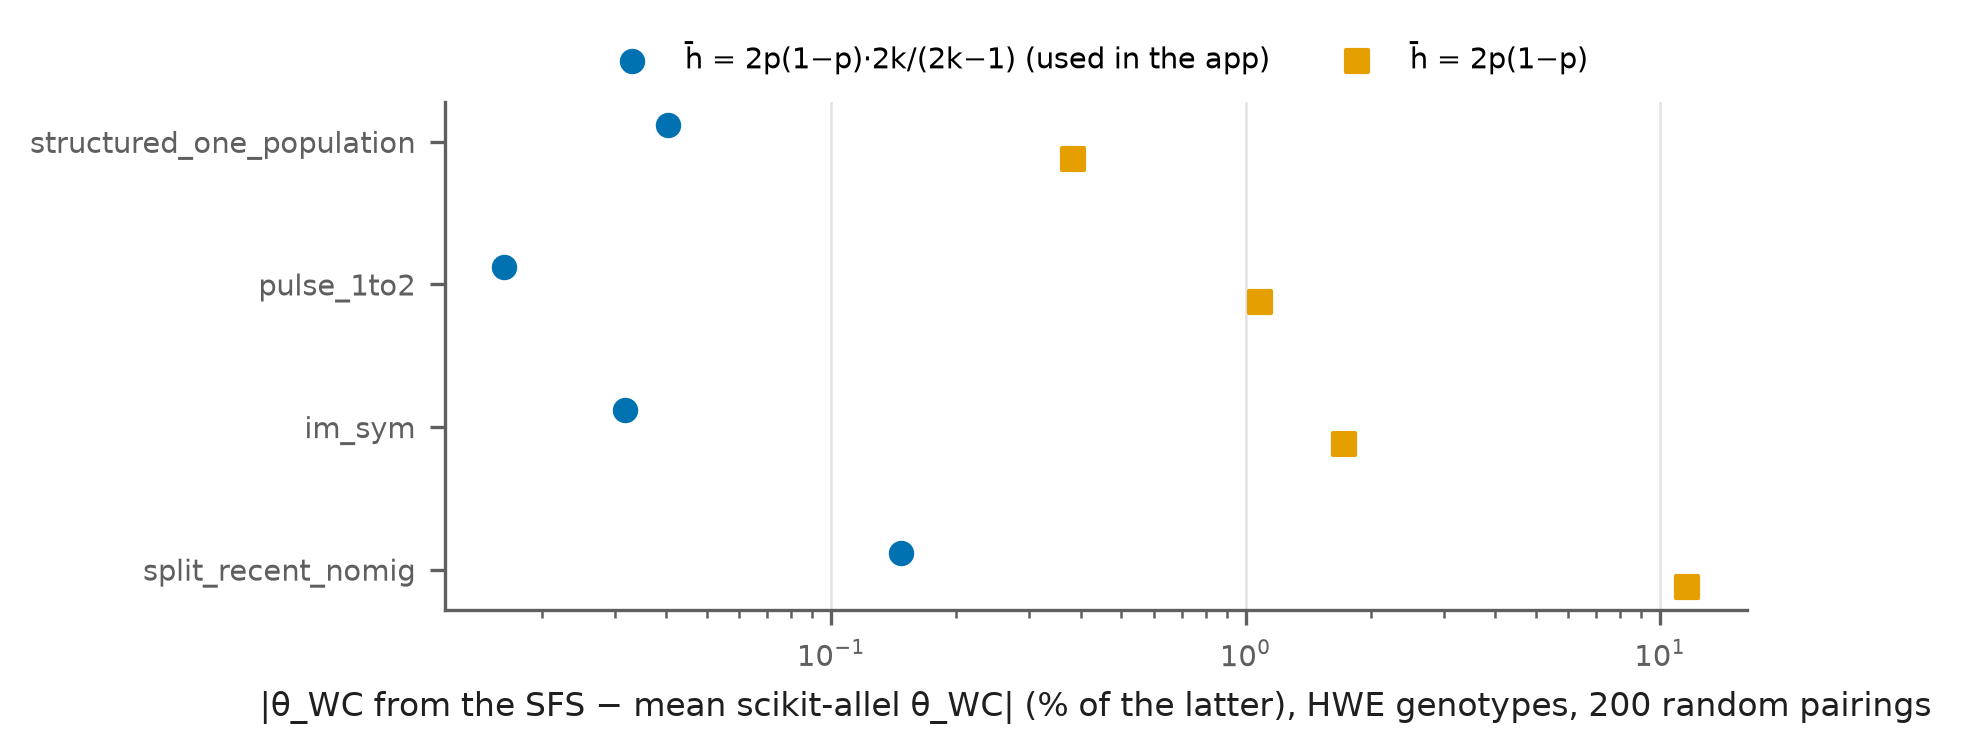 h̄ = 2p(1−p)·2k/(2k−1) (used in the app)
h̄ = 2p(1−p)
structured_one_population
pulse_1to2
im_sym
split_recent_nomig
10⁻¹
10⁰
10¹
|θ_WC from the SFS − mean scikit-allel θ_WC| (% of the latter), HWE genotypes, 200 random pairings